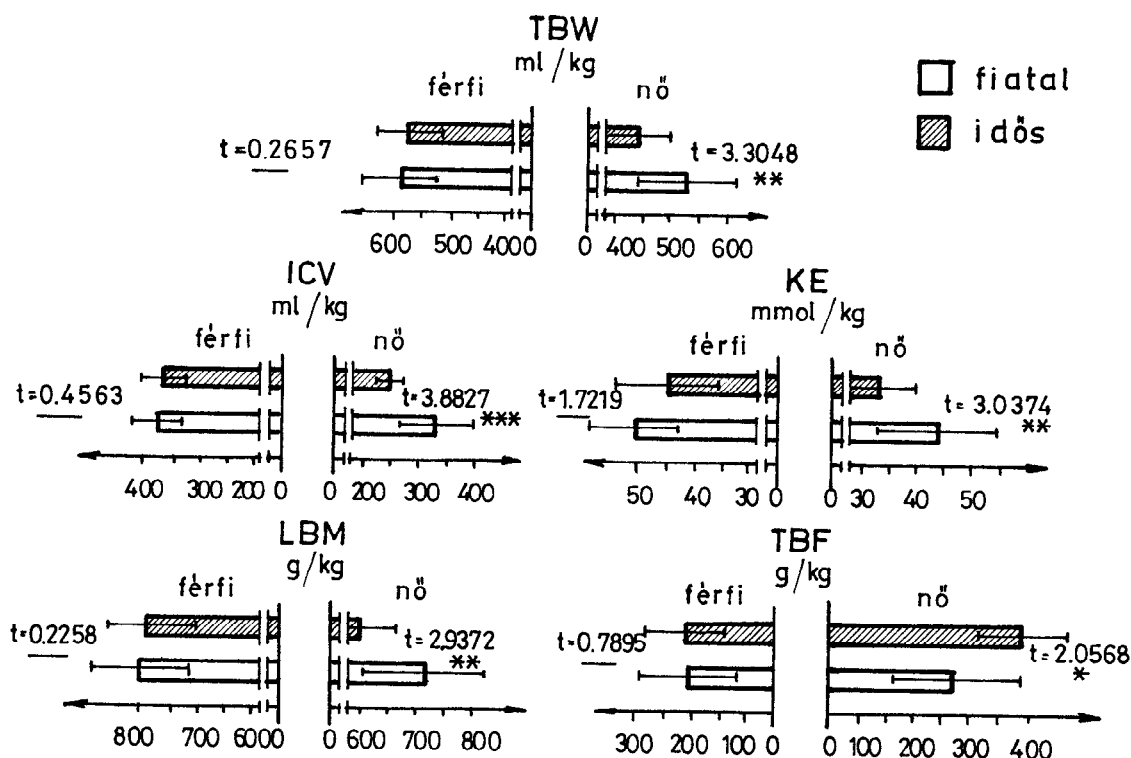 TBW
ml/kg
férfi
nő
fiatal
idős
t=0.2657
t=3.3048
**
600 500 400 0
0 400 500 600
ICV
ml/kg
férfi
nő
t=0.4563
t=3.8827
***
400 300 200 0
0 200 300 400
KE
mmol/kg
férfi
nő
t=1.7219
t=3.0374
**
50 40 30 0
0 30 40 50
LBM
g/kg
férfi
nő
t=0.2258
t=2.9372
**
800 700 600 0
0 600 700 800
TBF
g/kg
férfi
nő
t=0.7895
t=2.0568
*
300 200 100 0
0 100 200 300 400